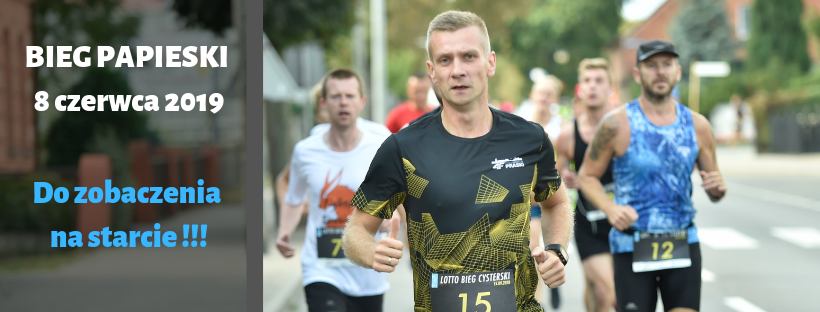 BIEG PAPIESKI
8 czerwca 2019
Do zobaczenia
na starcie !!!
7
LOTTO BIEG CYSTERSKI
15
12